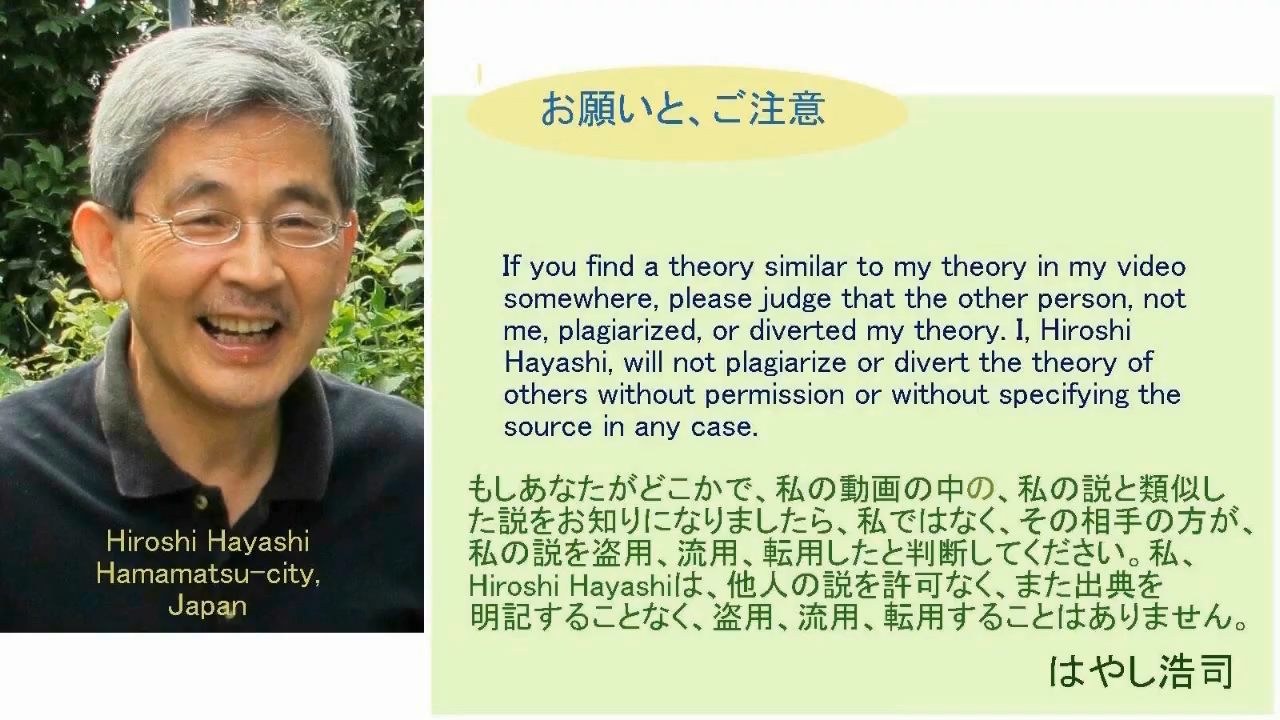 お願いと、ご注意
If you find a theory similar to my theory in my video
somewhere, please judge that the other person, not
me, plagiarized, or diverted my theory. I, Hiroshi
Hayashi, will not plagiarize or divert the theory of
others without permission or without specifying the
source in any case.
もしあなたがどこかで、私の動画の中の、私の説と類似し
た説をお知りになりましたら、私ではなく、その相手の方が、
私の説を盗用、流用、転用したと判断してください。私、
Hiroshi Hayashiは、他人の説を許可なく、また出典を
明記することなく、盗用、流用、転用することはありません。
はやし浩司
Hiroshi Hayashi
Hamamatsu-city,
Japan